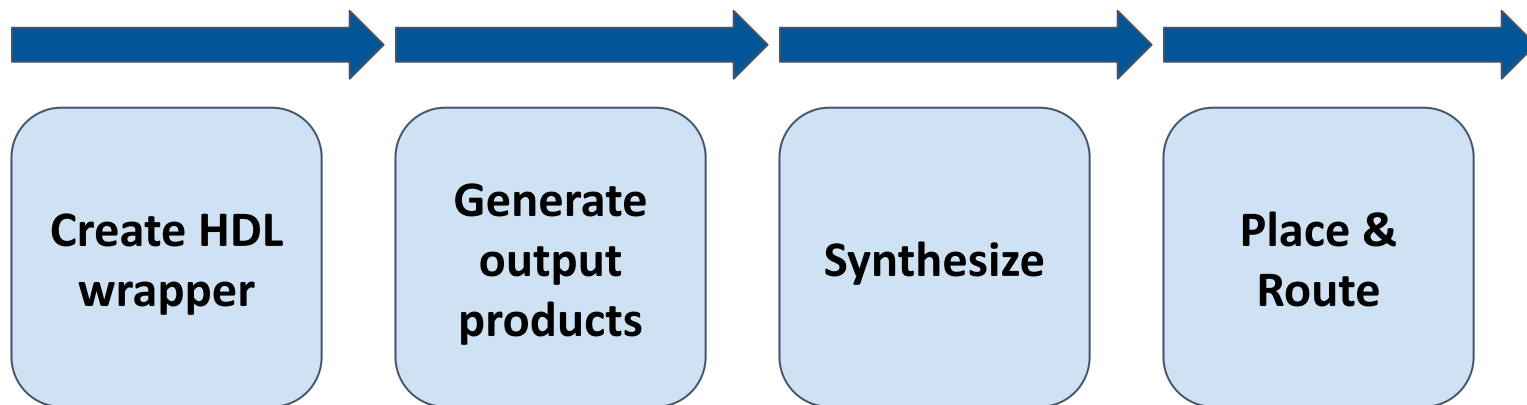 Create HDL
wrapper
Generate
output
products
Synthesize
Place &
Route